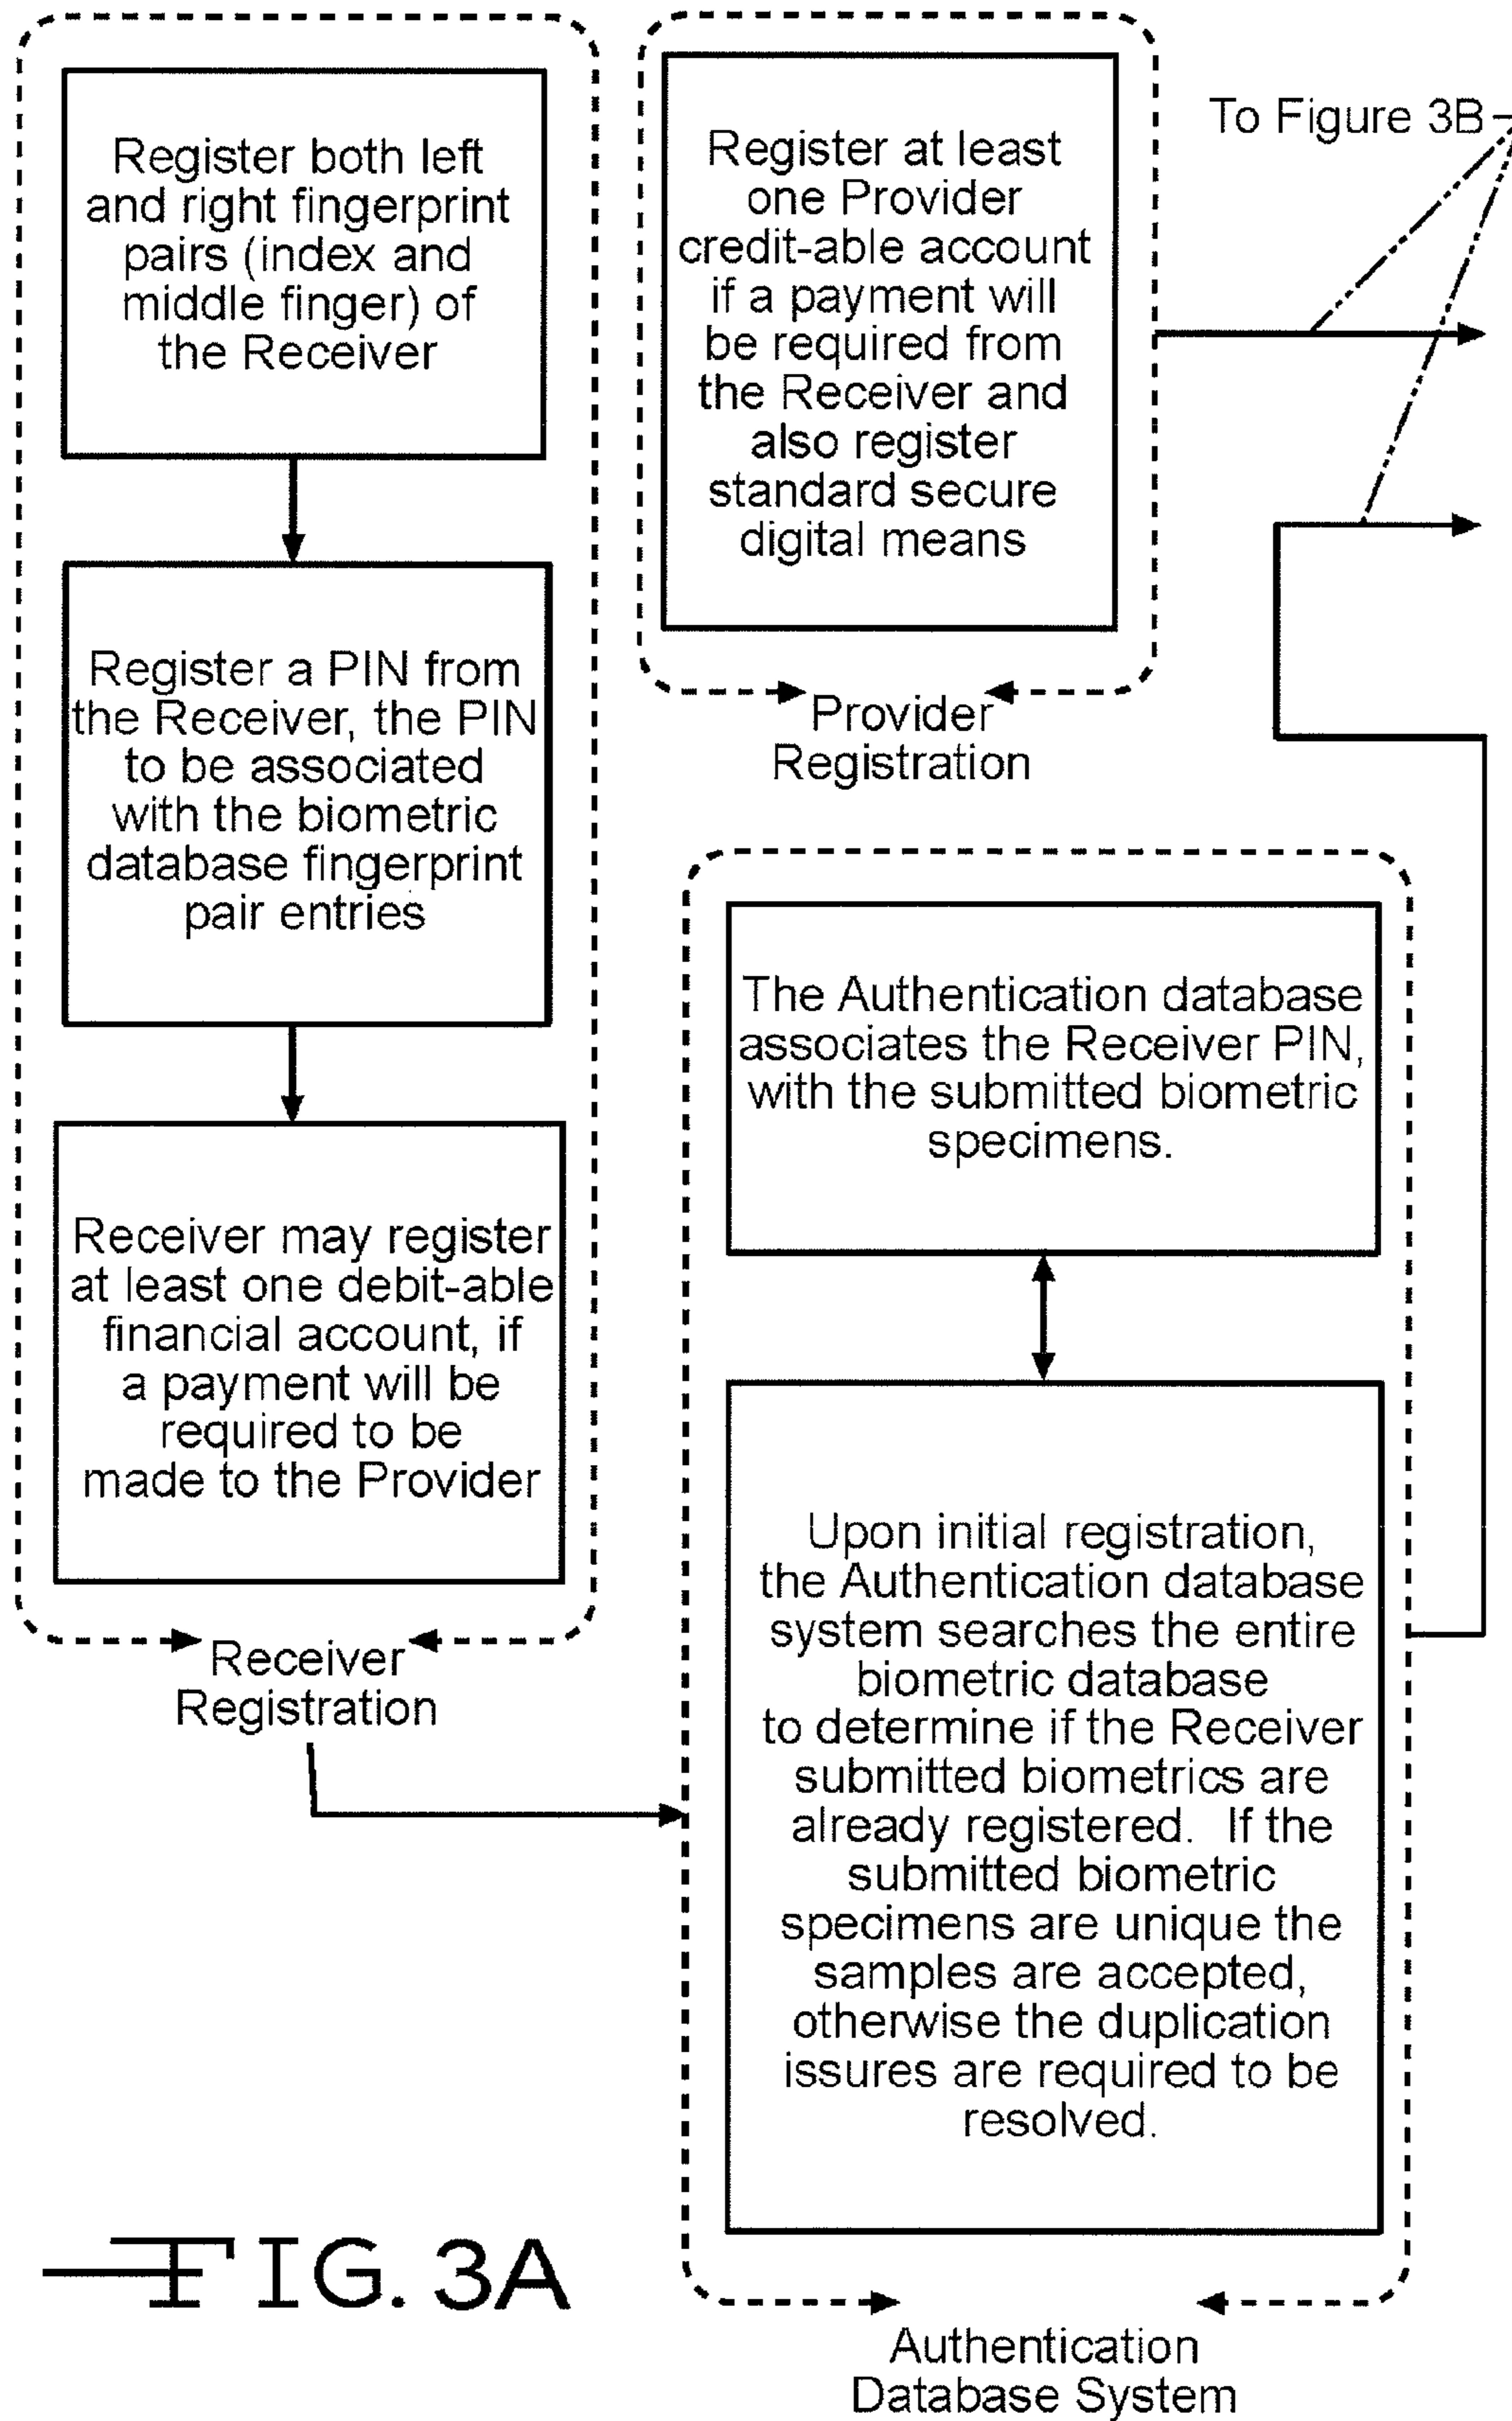 Register both left
and right fingerprint
pairs (index and
middle finger) of
the Receiver
Register a PIN from
the Receiver, the PIN
to be associated
with the biometric
database fingerprint
pair entries
Receiver may register
at least one debit-able
financial account, if
a payment will be
required to be
made to the Provider
Receiver
Registration
Register at least
one Provider
credit-able account
if a payment will
be required from
the Receiver and
also register
standard secure
digital means
Provider
Registration
To Figure 3B
The Authentication database
associates the Receiver PIN,
with the submitted biometric
specimens.
Upon initial registration,
the Authentication database
system searches the entire
biometric database
to determine if the Receiver
submitted biometrics are
already registered. If the
submitted biometric
specimens are unique the
samples are accepted,
otherwise the duplication
issures are required to be
resolved.
Authentication
Database System
FIG. 3A